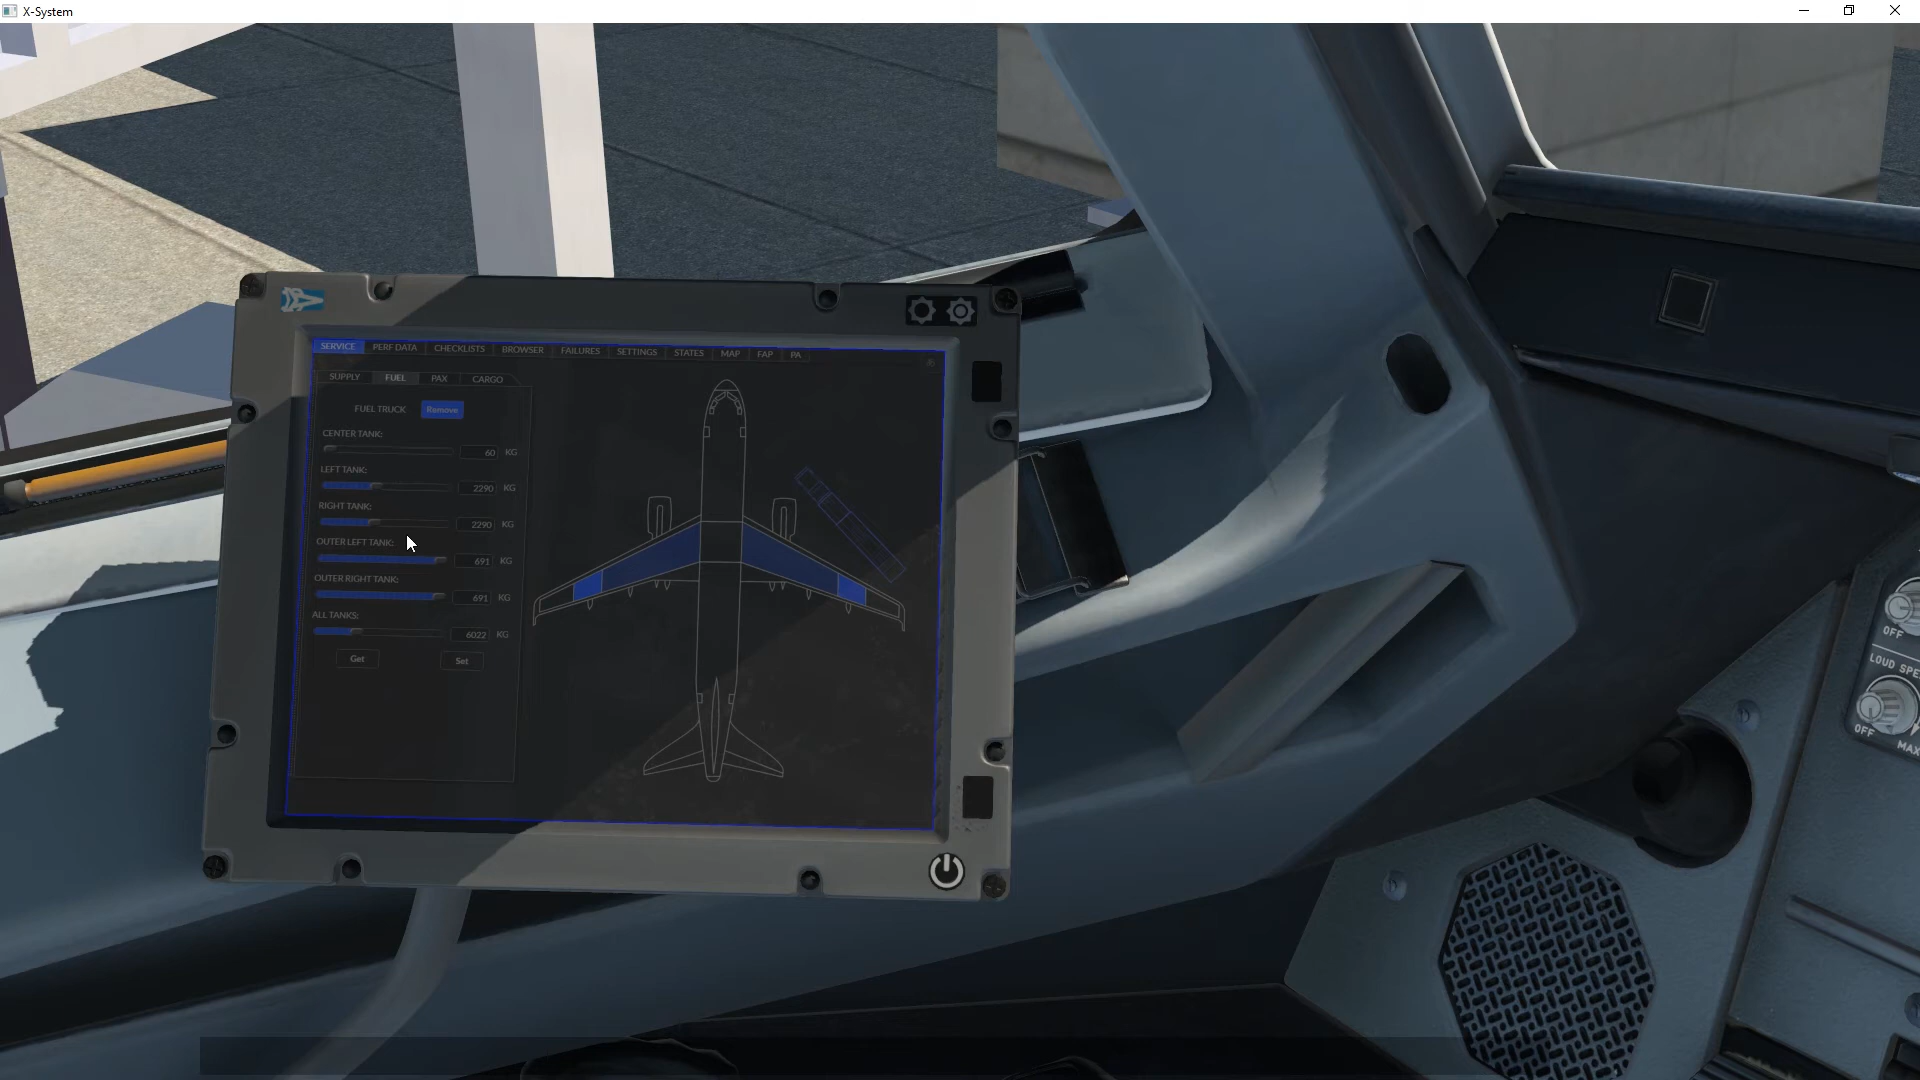 X-System
SERVICE PERF DATA CHECKLISTS BROWSER FAILURES SETTINGS STATES MAP FAP PA
SUPPLY FUEL PAX CARGO
FUEL TRUCK Remove
CENTER TANK:
60 KG
LEFT TANK:
2290 KG
RIGHT TANK:
2290 KG
OUTER LEFT TANK:
691 KG
OUTER RIGHT TANK:
691 KG
ALL TANKS:
6022 KG
Get Set
OFF
LOUD SPE
OFF
MAX